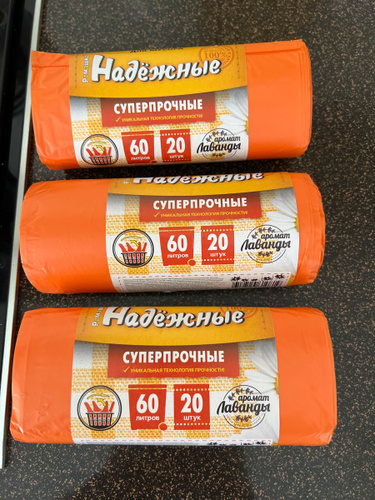 100%
Надёжные
СУПЕРПРОЧНЫЕ
✓ УНИКАЛЬНАЯ ТЕХНОЛОГИЯ ПРОЧНОСТИ
60 литров
20 штук
аромат
Лаванды
Надёжные
СУПЕРПРОЧНЫЕ
✓ УНИКАЛЬНАЯ ТЕХНОЛОГИЯ ПРОЧНОСТИ
60 литров
20 штук
аромат
Лаванды
Надёжные
СУПЕРПРОЧНЫЕ
✓ УНИКАЛЬНАЯ ТЕХНОЛОГИЯ ПРОЧНОСТИ
60 литров
20 штук
аромат
Лаванды